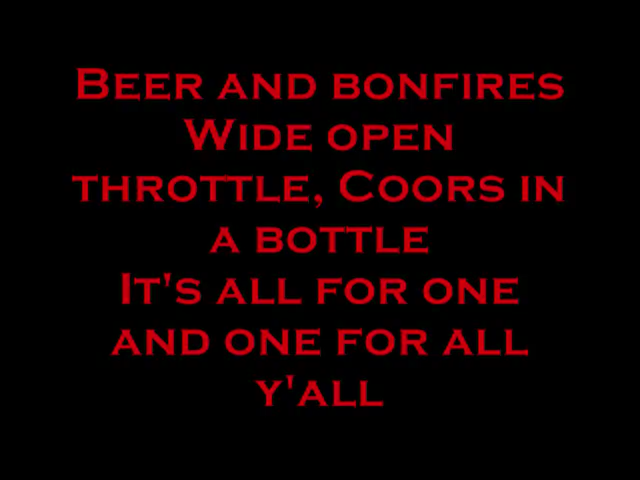 Beer and bonfires
Wide open
throttle, Coors in
a bottle
It's all for one
and one for all
y'all